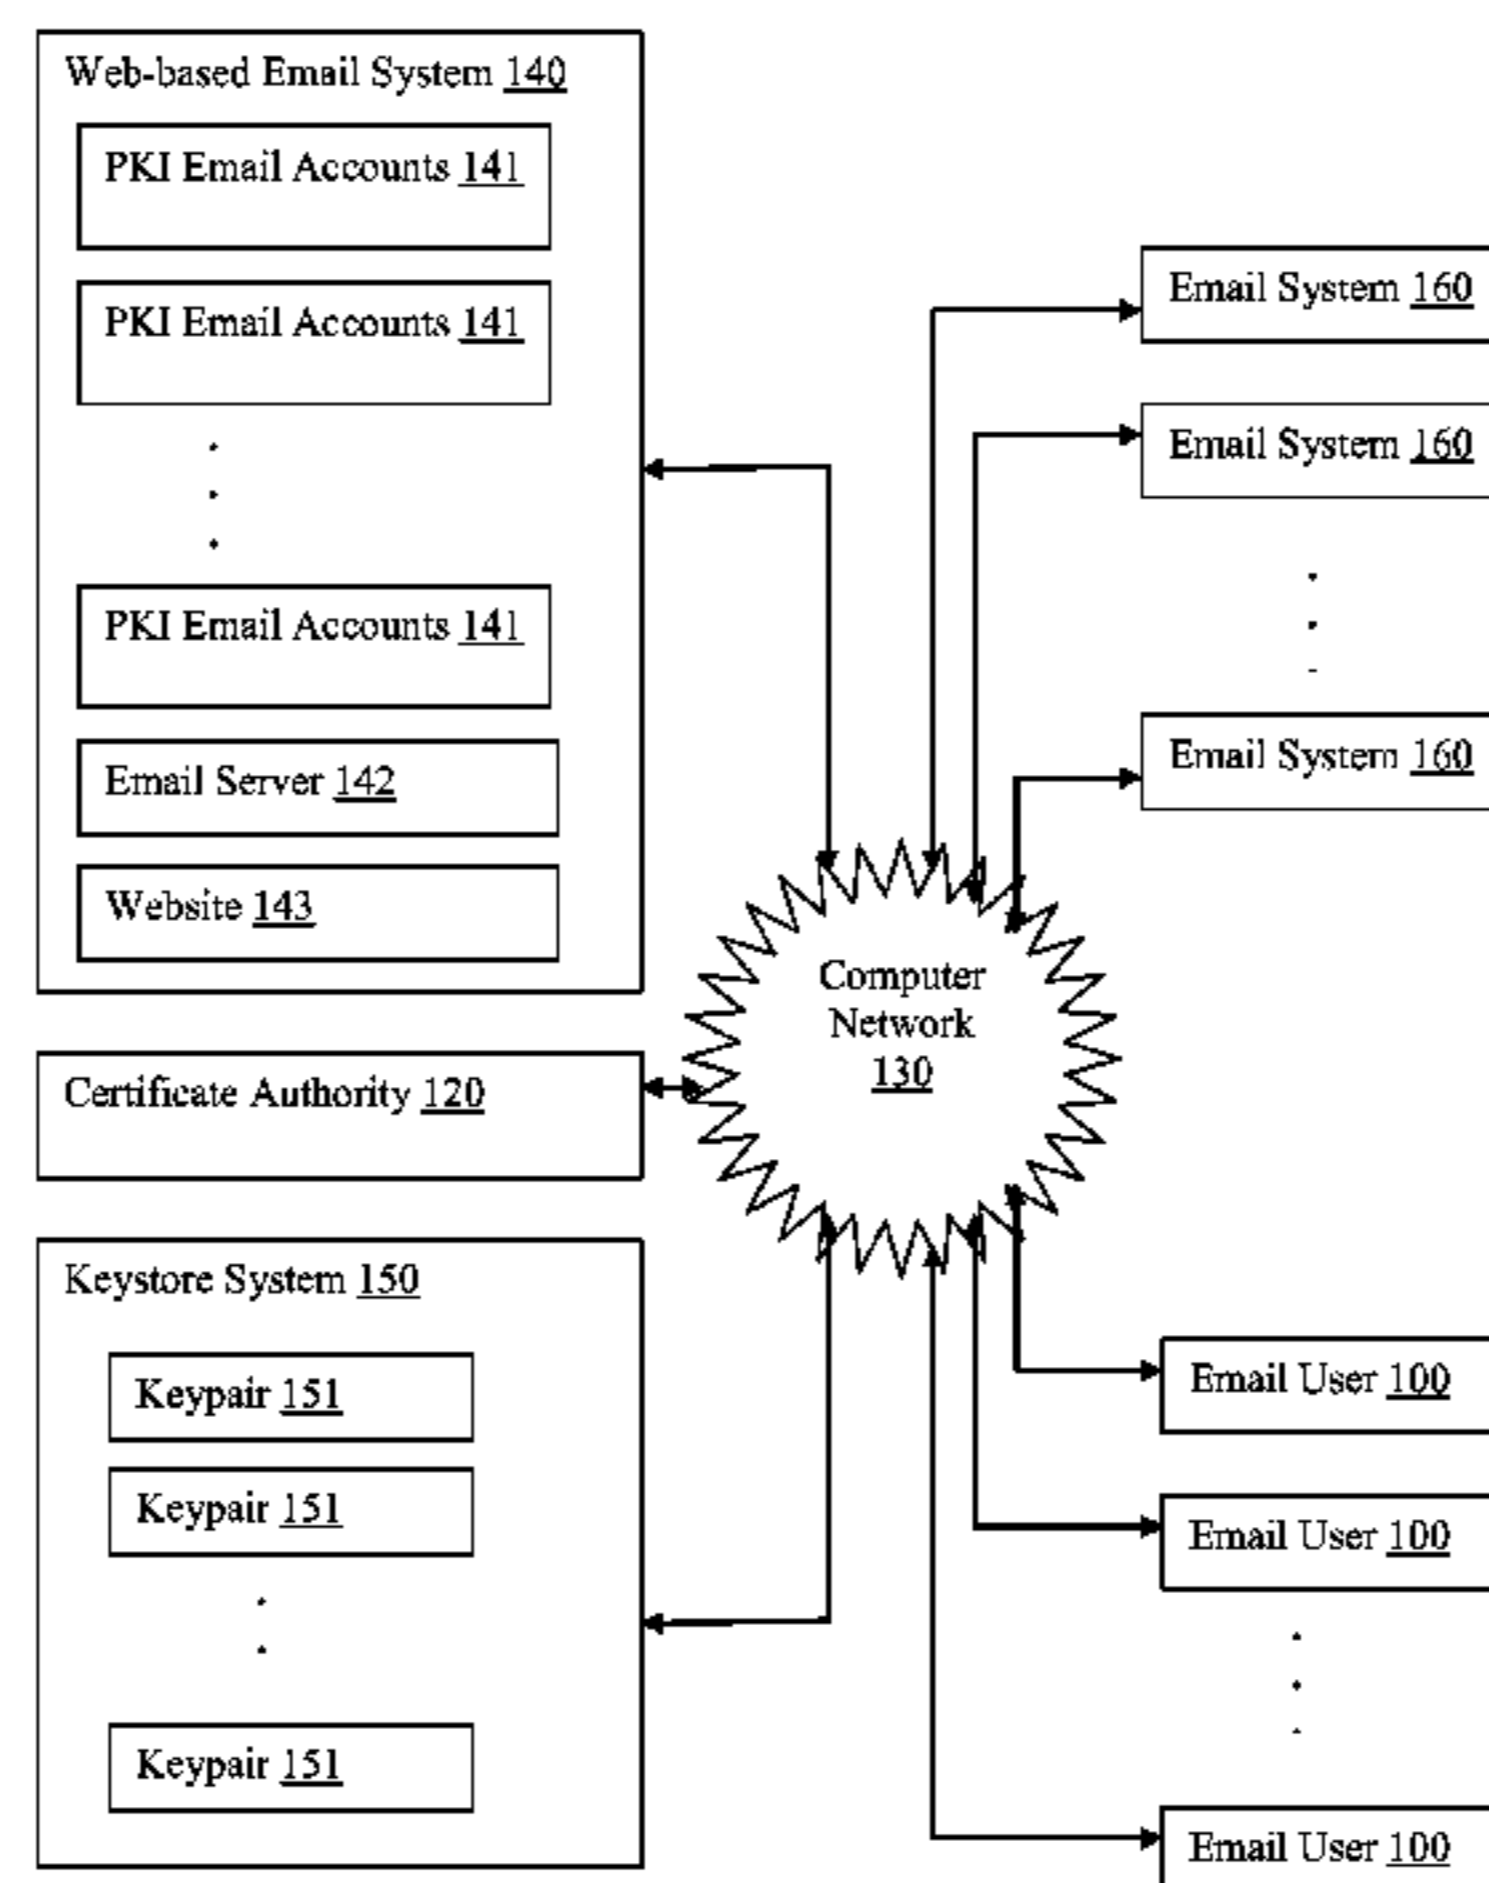 Web-based Email System 140
PKI Email Accounts 141
PKI Email Accounts 141
PKI Email Accounts 141
Email Server 142
Website 143
Certificate Authority 120
Keystore System 150
Keypair 151
Keypair 151
Keypair 151
Computer
Network
130
Email System 160
Email System 160
Email System 160
Email User 100
Email User 100
Email User 100